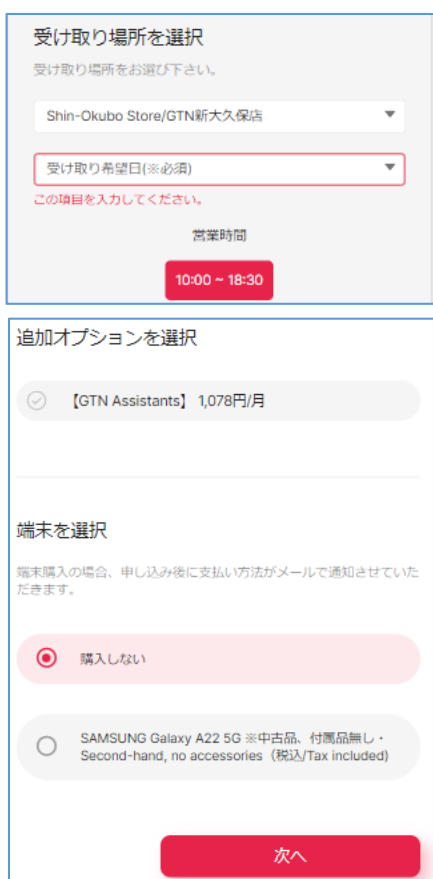 受け取り場所を選択
受け取り場所をお選び下さい。
Shin-Okubo Store/GTN新大久保店
受け取り希望日(※必須)
この項目を入力してください。
営業時間
10:00 ~ 18:30
追加オプションを選択
【GTN Assistants】 1,078円/月
端末を選択
端末購入の場合、申し込み後に支払い方法がメールで通知させていた
だきます。
購入しない
SAMSUNG Galaxy A22 5G ※中古品、付属品無し・
Second-hand, no accessories（税込/Tax included)
次へ